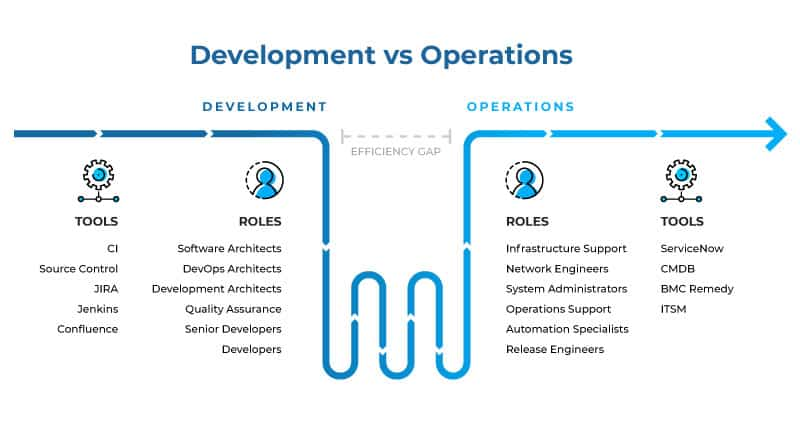 Development vs Operations
DEVELOPMENT
OPERATIONS
EFFICIENCY GAP
TOOLS
CI
Source Control
JIRA
Jenkins
Confluence
ROLES
Software Architects
DevOps Architects
Development Architects
Quality Assurance
Senior Developers
Developers
ROLES
Infrastructure Support
Network Engineers
System Administrators
Operations Support
Automation Specialists
Release Engineers
TOOLS
ServiceNow
CMDB
BMC Remedy
ITSM